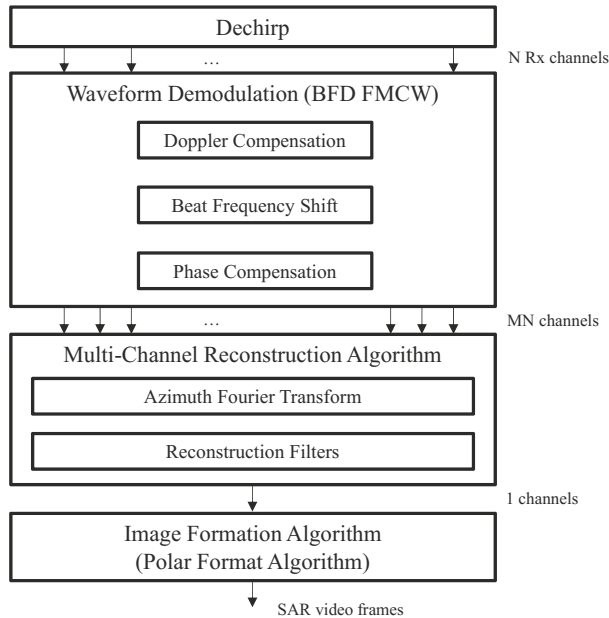 Dechirp
...
N Rx channels
Waveform Demodulation (BFD FMCW)
Doppler Compensation
Beat Frequency Shift
Phase Compensation
...
MN channels
Multi-Channel Reconstruction Algorithm
Azimuth Fourier Transform
Reconstruction Filters
1 channels
Image Formation Algorithm
(Polar Format Algorithm)
SAR video frames